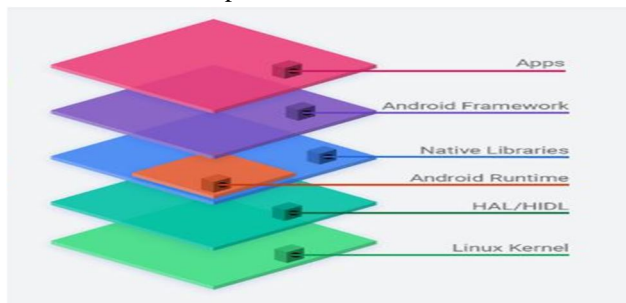 Apps
Android Framework
Native Libraries
Android Runtime
HAL/HIDL
Linux Kernel